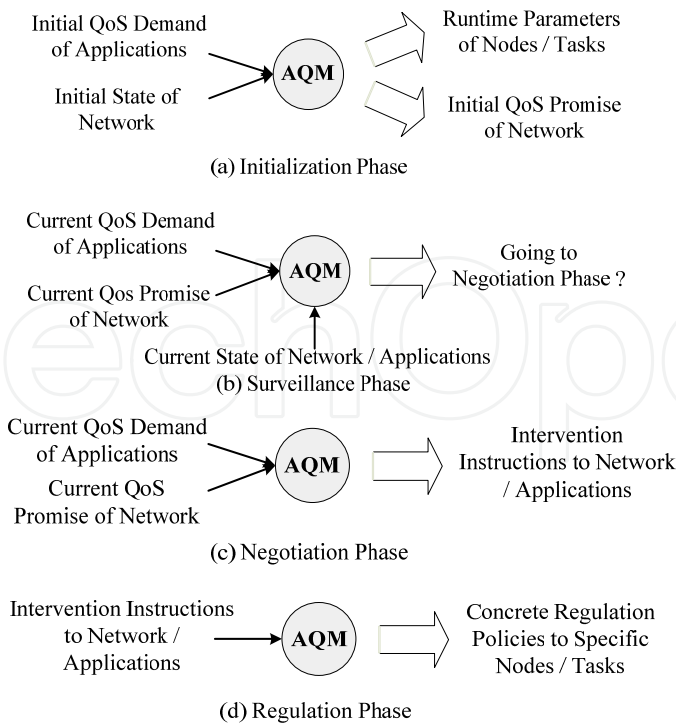 Initial QoS Demand
of Applications
Initial State of
Network
AQM
Runtime Parameters
of Nodes / Tasks
Initial QoS Promise
of Network
(a) Initialization Phase
Current QoS Demand
of Applications
Current Qos Promise
of Network
AQM
Going to
Negotiation Phase ?
Current State of Network / Applications
(b) Surveillance Phase
Current QoS Demand
of Applications
Current QoS
Promise of Network
AQM
Intervention
Instructions to Network
/ Applications
(c) Negotiation Phase
Intervention Instructions
to Network /
Applications
AQM
Concrete Regulation
Policies to Specific
Nodes / Tasks
(d) Regulation Phase